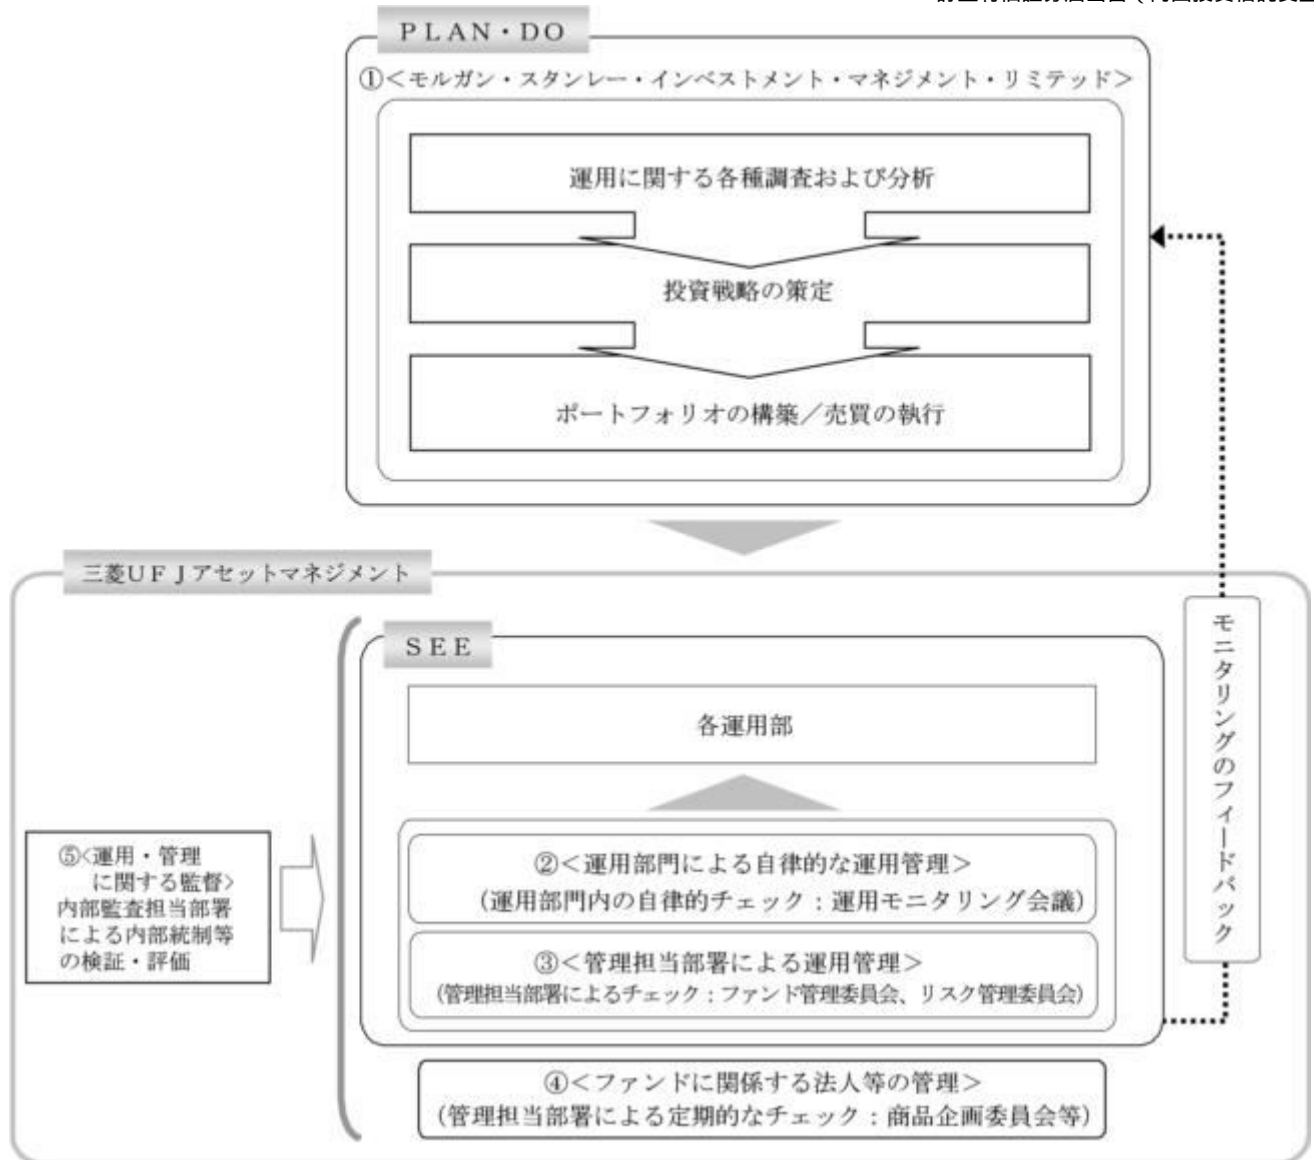 PLAN・DO
①＜モルガン・スタンレー・インベストメント・マネジメント・リミテッド＞
運用に関する各種調査および分析
投資戦略の策定
ポートフォリオの構築／売買の執行
三菱UFJアセットマネジメント
SEE
各運用部
②＜運用部門による自律的な運用管理＞
（運用部門内の自律的チェック：運用モニタリング会議）
③＜管理担当部署による運用管理＞
（管理担当部署によるチェック：ファンド管理委員会、リスク管理委員会）
④＜ファンドに関係する法人等の管理＞
（管理担当部署による定期的なチェック：商品企画委員会等）
⑤＜運用・管理
に関する監督＞
内部監査担当部署
による内部統制等
の検証・評価
モニタリングのフィードバック